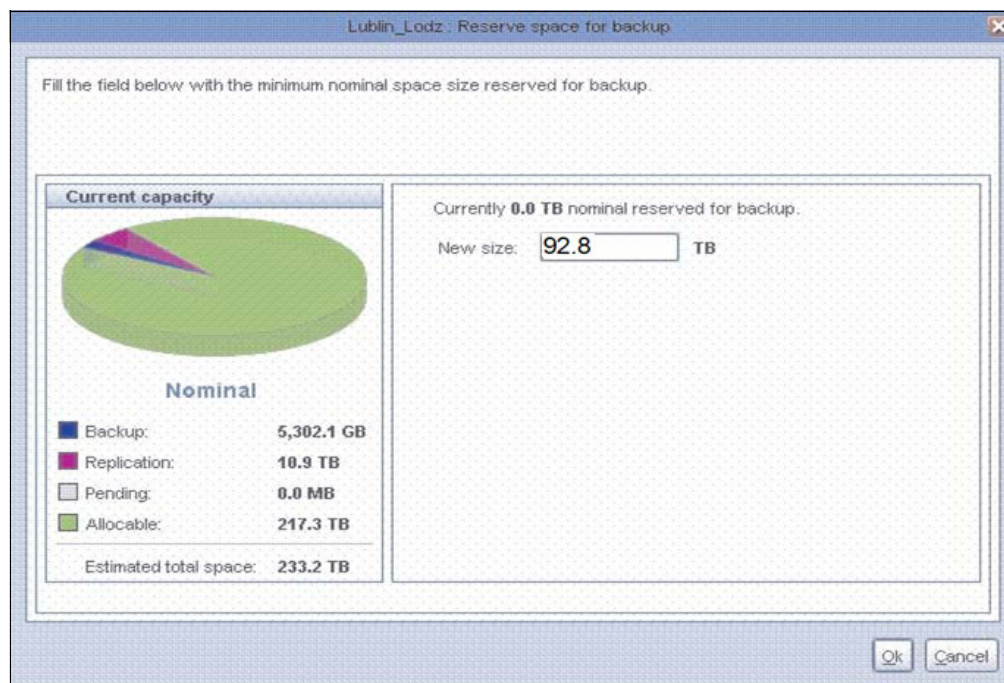 Lublin_Lodz : Reserve space for backup
Fill the field below with the minimum nominal space size reserved for backup.
Current capacity
Nominal
Backup: 5,302.1 GB
Replication: 10.9 TB
Pending: 0.0 MB
Allocable: 217.3 TB
Estimated total space: 233.2 TB
Currently 0.0 TB nominal reserved for backup.
New size: 92.8 TB
Ok Cancel